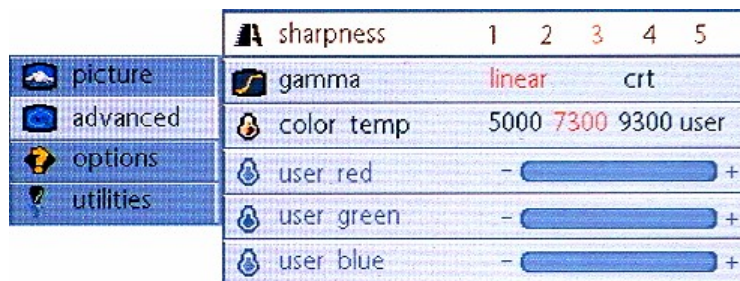 sharpness 1 2 3 4 5
picture
gamma linear crt
advanced
color temp 5000 7300 9300 user
options
user red - +
utilities
user green - +
user blue - +